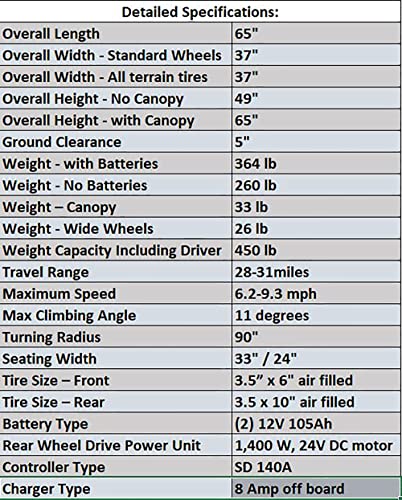 Detailed Specifications:
Overall Length 65"
Overall Width - Standard Wheels 37"
Overall Width - All terrain tires 37"
Overall Height - No Canopy 49"
Overall Height - with Canopy 65"
Ground Clearance 5"
Weight - with Batteries 364 lb
Weight - No Batteries 260 lb
Weight – Canopy 33 lb
Weight - Wide Wheels 26 lb
Weight Capacity Including Driver 450 lb
Travel Range 28-31miles
Maximum Speed 6.2-9.3 mph
Max Climbing Angle 11 degrees
Turning Radius 90"
Seating Width 33" / 24"
Tire Size – Front 3.5” x 6" air filled
Tire Size – Rear 3.5 x 10" air filled
Battery Type (2) 12V 105Ah
Rear Wheel Drive Power Unit 1,400 W, 24V DC motor
Controller Type SD 140A
Charger Type 8 Amp off board